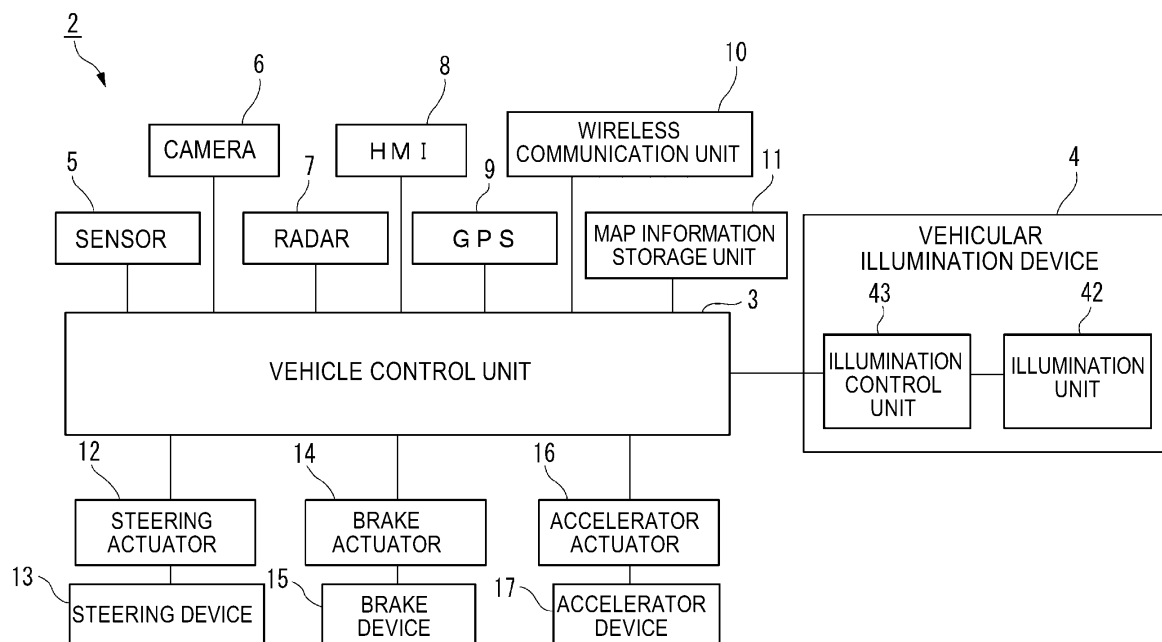 2
6
8
10
CAMERA
HMI
WIRELESS
COMMUNICATION UNIT
5
7
9
11
4
SENSOR
RADAR
GPS
MAP INFORMATION
STORAGE UNIT
VEHICULAR
ILLUMINATION DEVICE
3
43
42
VEHICLE CONTROL UNIT
ILLUMINATION
CONTROL
UNIT
ILLUMINATION
UNIT
12
14
16
STEERING
ACTUATOR
BRAKE
ACTUATOR
ACCELERATOR
ACTUATOR
13
15
17
STEERING DEVICE
BRAKE
DEVICE
ACCELERATOR
DEVICE